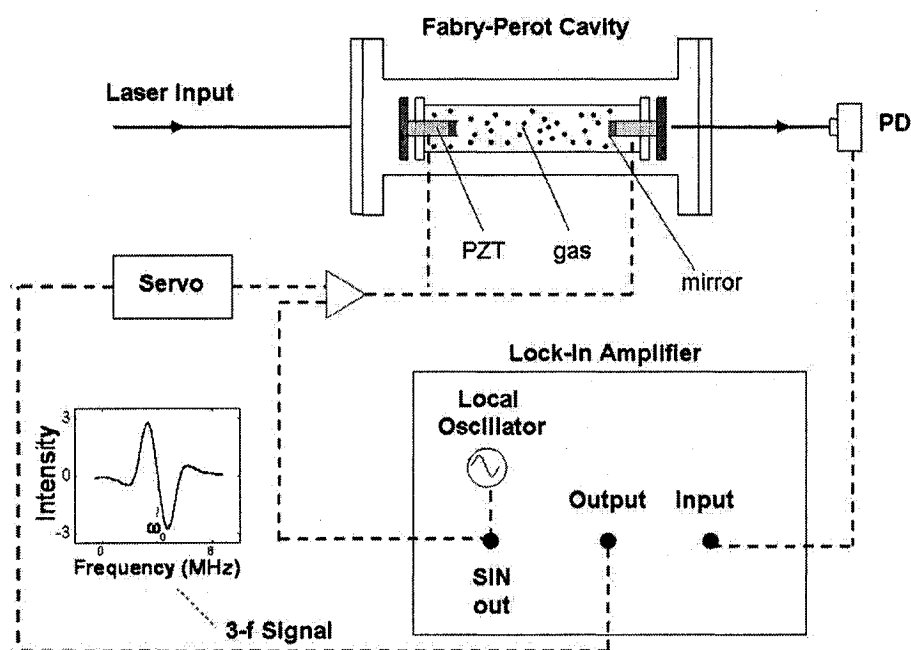 Fabry-Perot Cavity
Laser Input
PD
PZT
gas
mirror
Servo
Lock-In Amplifier
Local
Oscillator
Output
Input
SIN
out
Intensity
3
0
-3
ω₀
0
8
Frequency (MHz)
3-f Signal